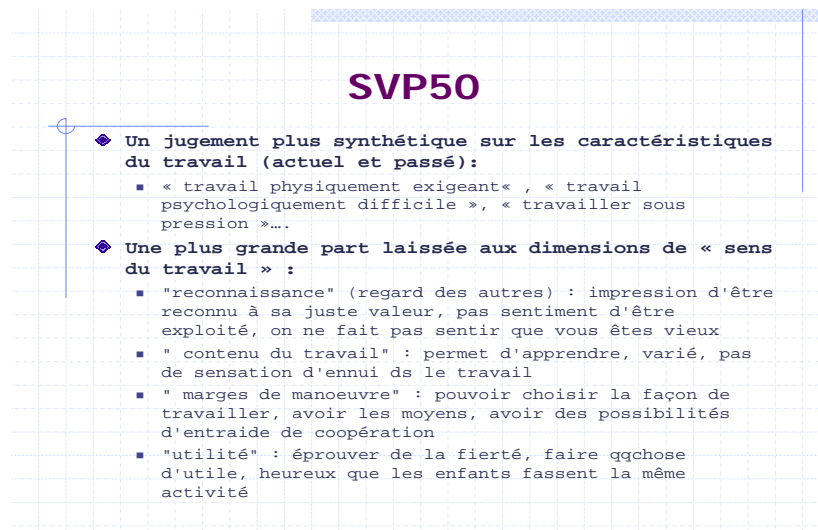 SVP50
Un jugement plus synthétique sur les caractéristiques
du travail (actuel et passé):
« travail physiquement exigeant« , « travail
psychologiquement difficile », « travailler sous
pression »….
Une plus grande part laissée aux dimensions de « sens
du travail » :
"reconnaissance" (regard des autres) : impression d'être
reconnu à sa juste valeur, pas sentiment d'être
exploité, on ne fait pas sentir que vous êtes vieux
" contenu du travail" : permet d'apprendre, varié, pas
de sensation d'ennui ds le travail
" marges de manoeuvre" : pouvoir choisir la façon de
travailler, avoir les moyens, avoir des possibilités
d'entraide de coopération
"utilité" : éprouver de la fierté, faire qqchose
d'utile, heureux que les enfants fassent la même
activité